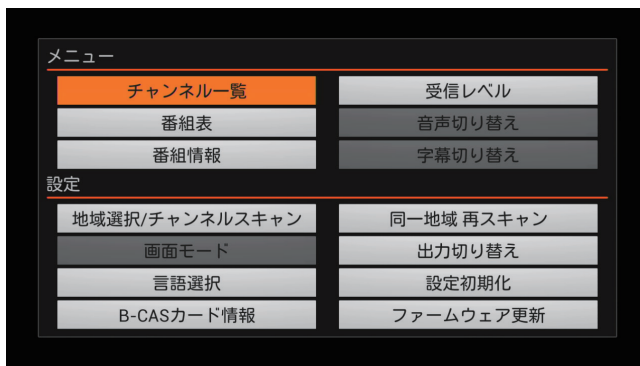 メニュー
チャンネル一覧 受信レベル
番組表 音声切り替え
番組情報 字幕切り替え
設定
地域選択/チャンネルスキャン 同一地域 再スキャン
画面モード 出力切り替え
言語選択 設定初期化
B-CASカード情報 ファームウェア更新